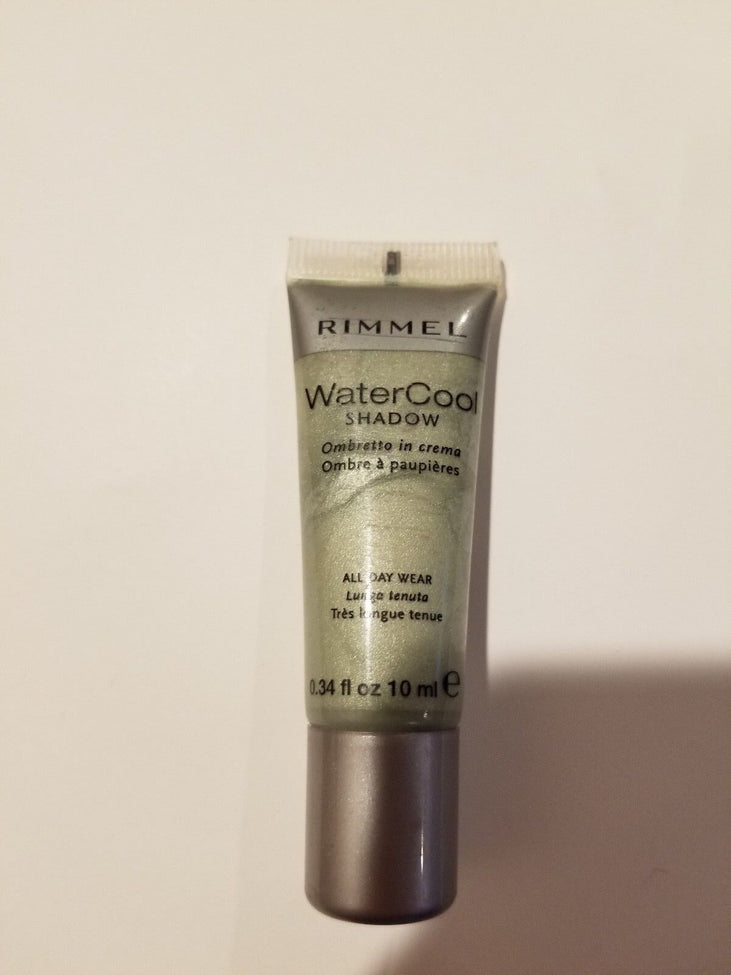 RIMMEL
WaterCool
SHADOW
Ombretto in crema
Ombre à paupières
ALL DAY WEAR
Lunga tenuta
Très longue tenue
0.34 fl oz 10 ml ℮